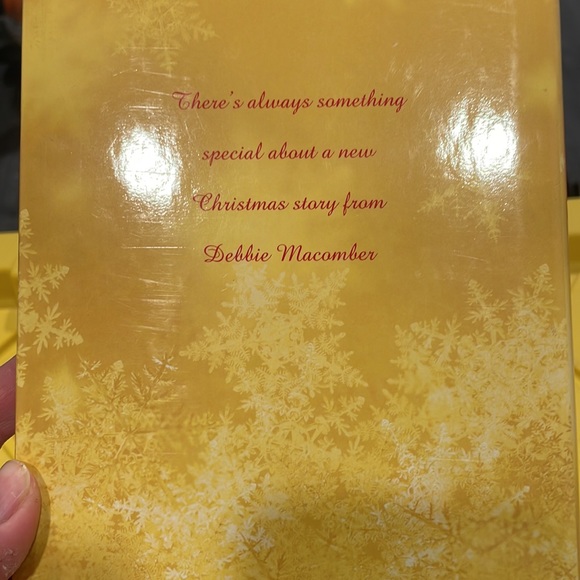 There's always something
special about a new
Christmas story from
Debbie Macomber